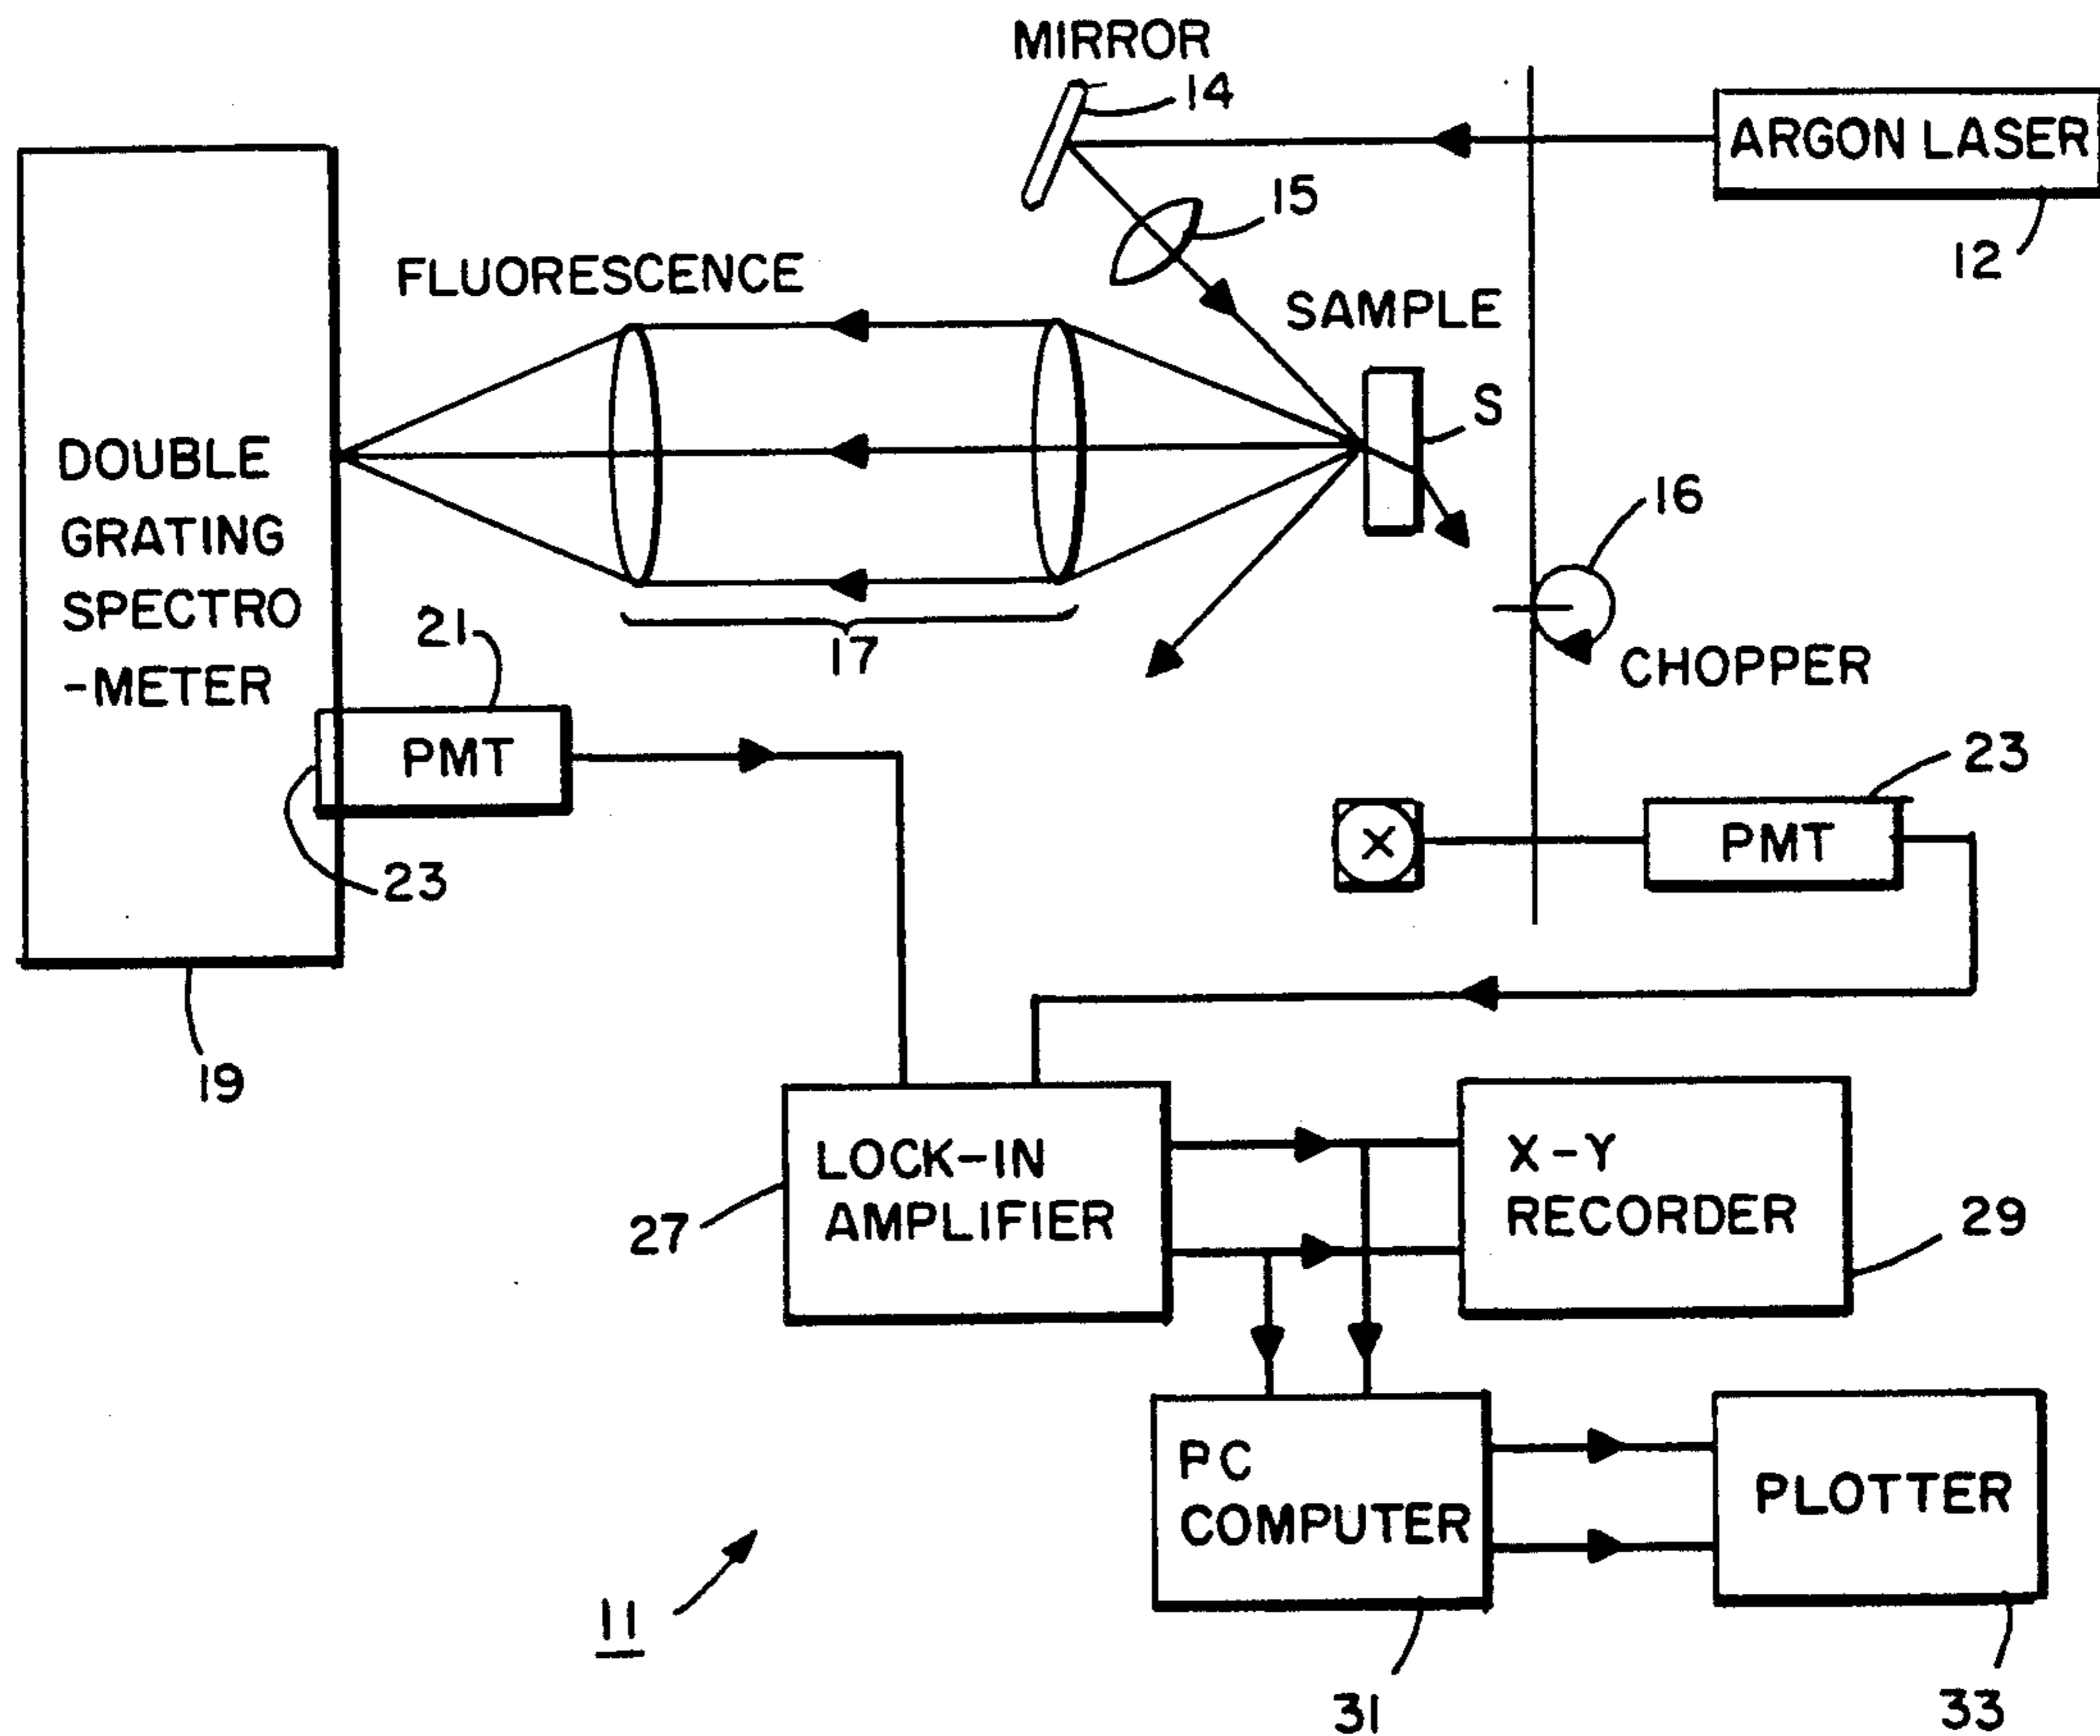 MIRROR
14
ARGON LASER
12
15
FLUORESCENCE
SAMPLE
S
DOUBLE
GRATING
SPECTRO
-METER
16
CHOPPER
17
21
PMT
23
23
PMT
X
19
LOCK-IN
AMPLIFIER
27
X-Y
RECORDER
29
PC
COMPUTER
31
PLOTTER
33
11